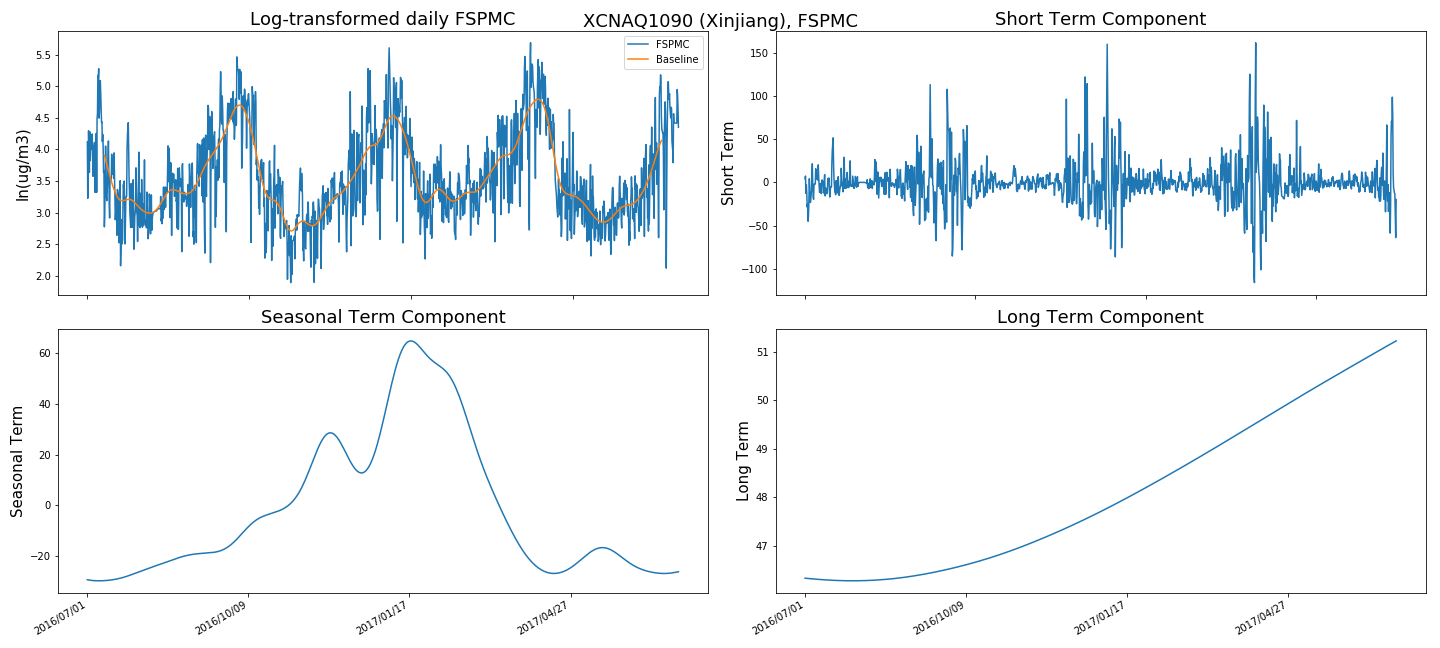 XCNAQ1090 (Xinjiang), FSPMC
Log-transformed daily FSPMC
ln(ug/m3)
5.5
5.0
4.5
4.0
3.5
3.0
2.5
2.0
FSPMC
Baseline
Short Term Component
Short Term
150
100
50
0
−50
−100
Seasonal Term Component
Seasonal Term
60
40
20
0
−20
2016/07/01
2016/10/09
2017/01/17
2017/04/27
Long Term Component
Long Term
51
50
49
48
47
2016/07/01
2016/10/09
2017/01/17
2017/04/27